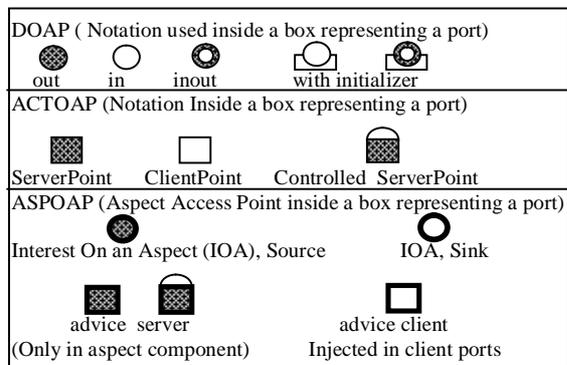 DOAP ( Notation used inside a box representing a port)
out in inout with initializer
ACTOAP (Notation Inside a box representing a port)
ServerPoint ClientPoint Controlled ServerPoint
ASPOAP (Aspect Access Point inside a box representing a port)
Interest On an Aspect (IOA), Source IOA, Sink
advice server advice client
(Only in aspect component) Injected in client ports